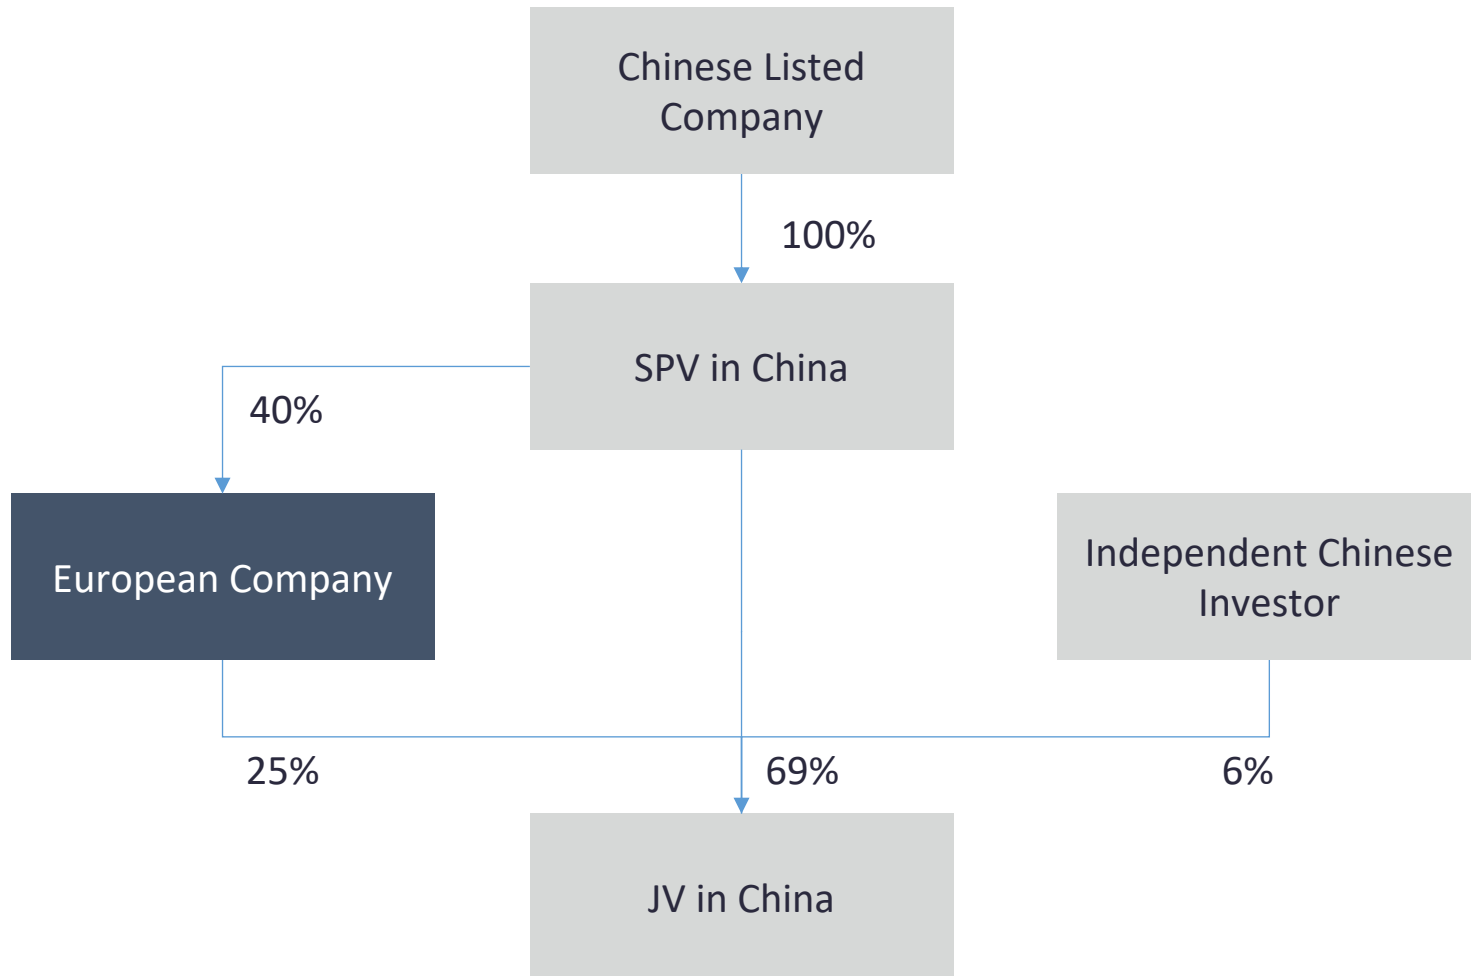 Chinese Listed
Company
100%
SPV in China
40%
European Company
Independent Chinese
Investor
25%
69%
6%
JV in China